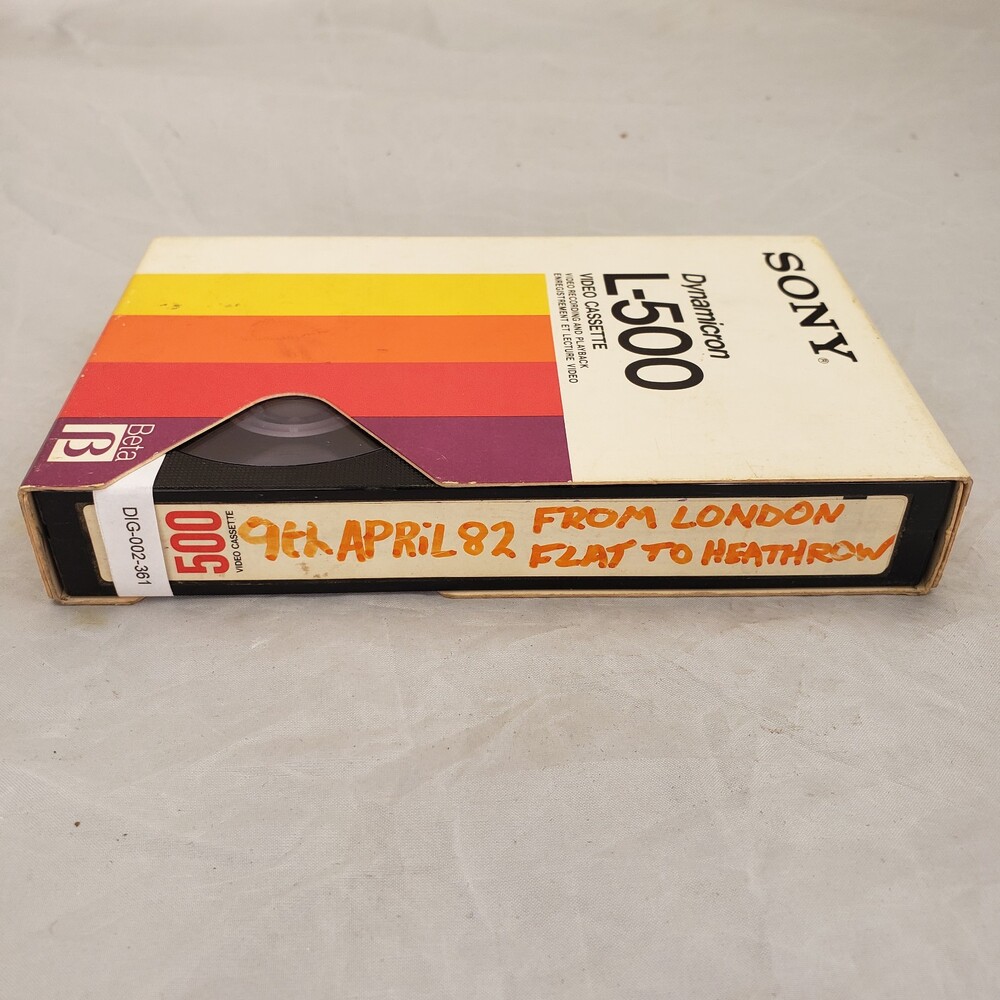 SONY®
Dynamicron
L-500
VIDEO CASSETTE
VIDEO RECORDING AND PLAYBACK
ENREGISTREMENT ET LECTURE VIDEO
Beta
β
DIG-002-361
500
VIDEO CASSETTE
9th APRiL 82
FROM LONDON
FLAT TO HEATHROW